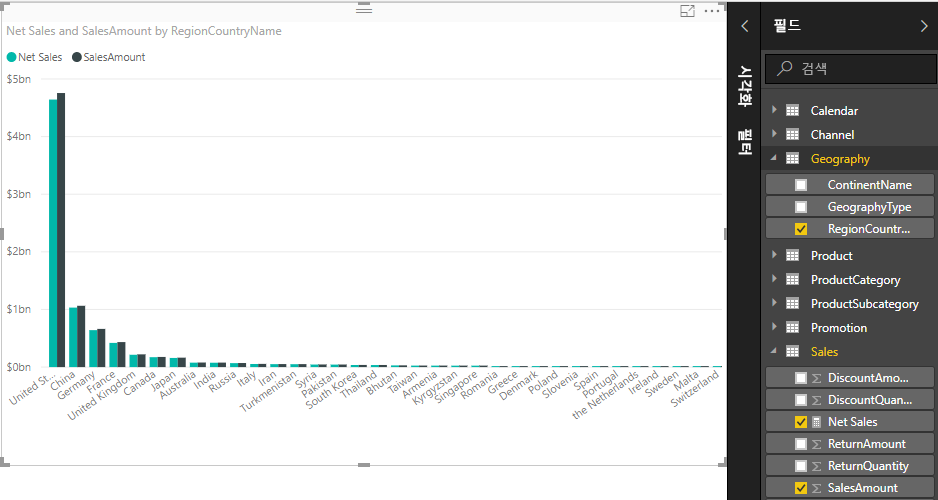 Net Sales and SalesAmount by RegionCountryName
Net Sales SalesAmount
$5bn
$4bn
$3bn
$2bn
$1bn
$0bn
United St...
China
Germany
France
United Kingdom
Canada
Japan
Australia
India
Russia
Italy
Iran
Turkmenistan
Syria
Pakistan
South Korea
Thailand
Bhutan
Taiwan
Armenia
Kyrgyzstan
Singapore
Romania
Greece
Denmark
Poland
Slovenia
Spain
Portugal
the Netherlands
Ireland
Sweden
Malta
Switzerland
시각화
필터
필드
검색
Calendar
Channel
Geography
ContinentName
GeographyType
RegionCountr...
Product
ProductCategory
ProductSubcategory
Promotion
Sales
DiscountAmo...
DiscountQuan...
Net Sales
ReturnAmount
ReturnQuantity
SalesAmount